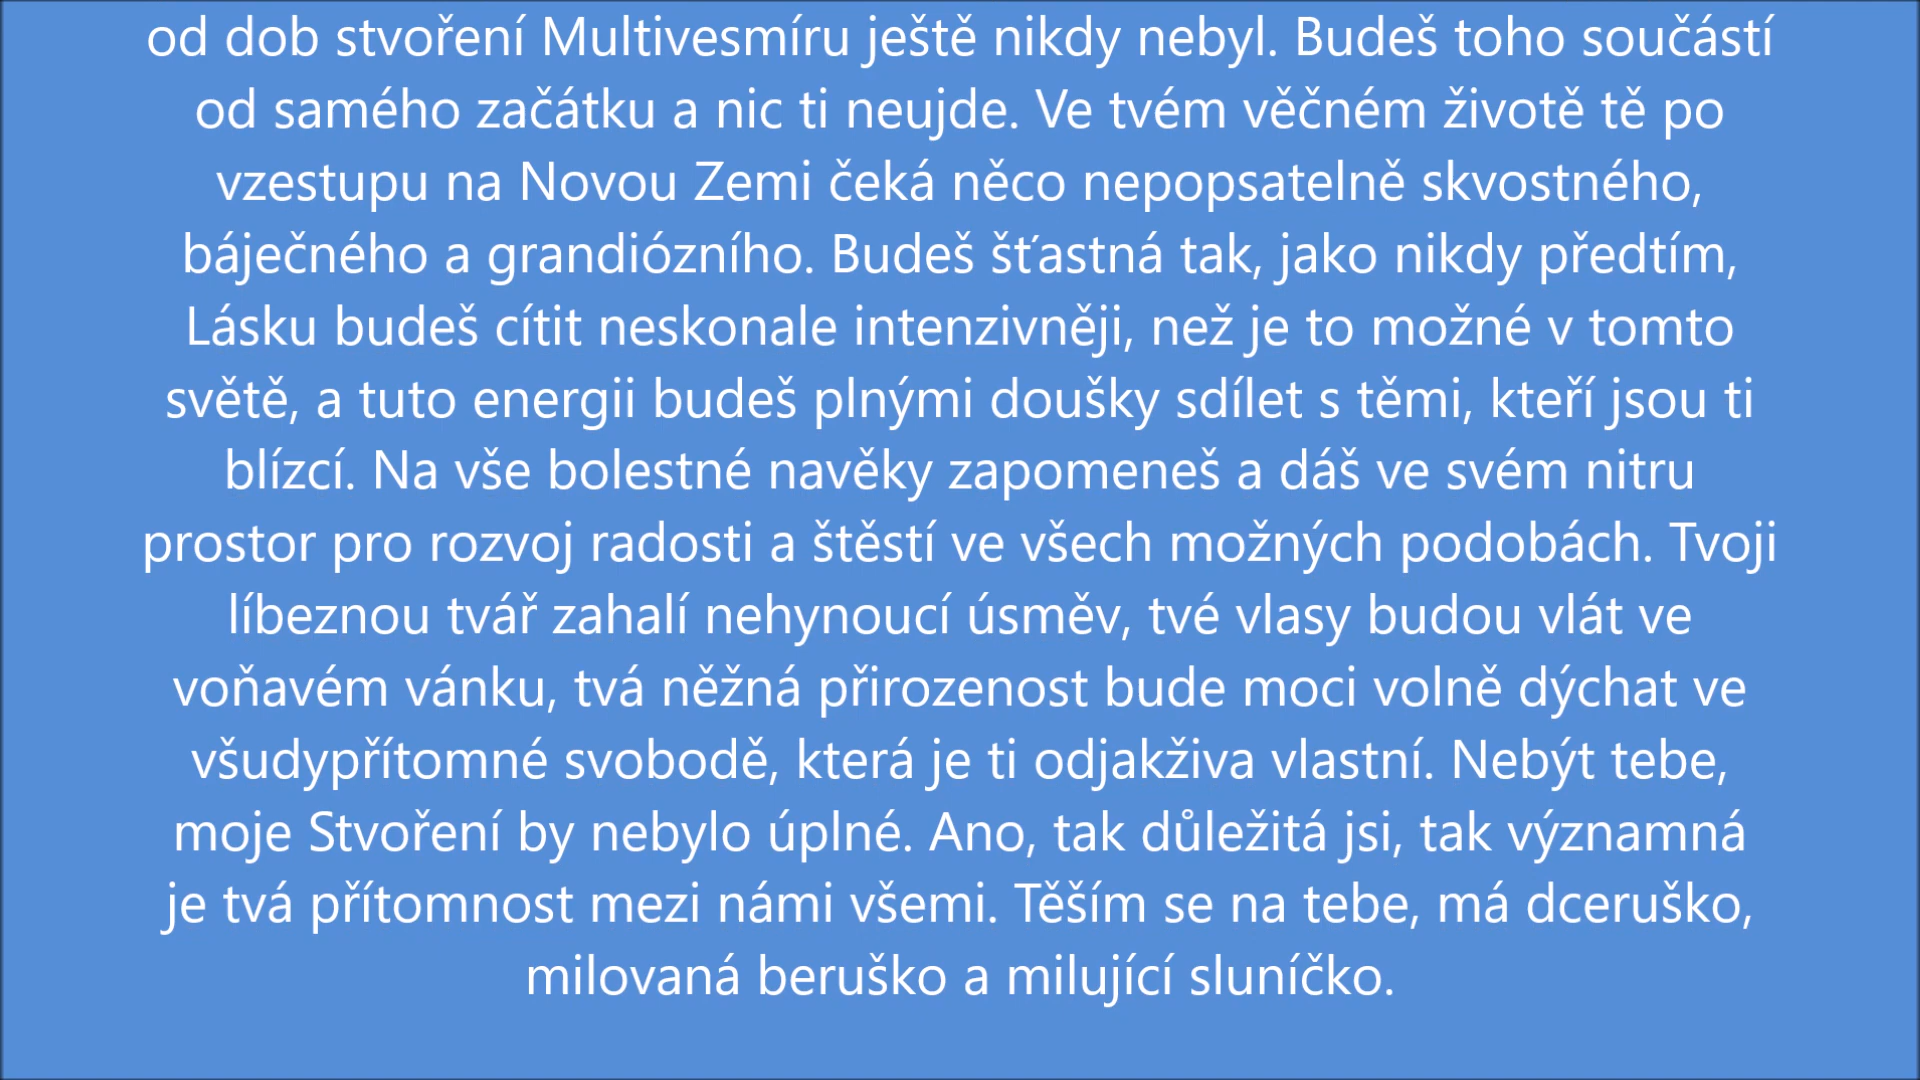 od dob stvoření Multivesmíru ještě nikdy nebyl. Budeš toho součástí
od samého začátku a nic ti neujde. Ve tvém věčném životě tě po
vzestupu na Novou Zemi čeká něco nepopsatelně skvostného,
báječného a grandiózního. Budeš šťastná tak, jako nikdy předtím,
Lásku budeš cítit neskonale intenzivněji, než je to možné v tomto
světě, a tuto energii budeš plnými doušky sdílet s těmi, kteří jsou ti
blízcí. Na vše bolestné navěky zapomeneš a dáš ve svém nitru
prostor pro rozvoj radosti a štěstí ve všech možných podobách. Tvoji
líbeznou tvář zahalí nehynoucí úsměv, tvé vlasy budou vlát ve
voňavém vánku, tvá něžná přirozenost bude moci volně dýchat ve
všudypřítomné svobodě, která je ti odjakživa vlastní. Nebýt tebe,
moje Stvoření by nebylo úplné. Ano, tak důležitá jsi, tak významná
je tvá přítomnost mezi námi všemi. Těším se na tebe, má dceruško,
milovaná beruško a milující sluníčko.